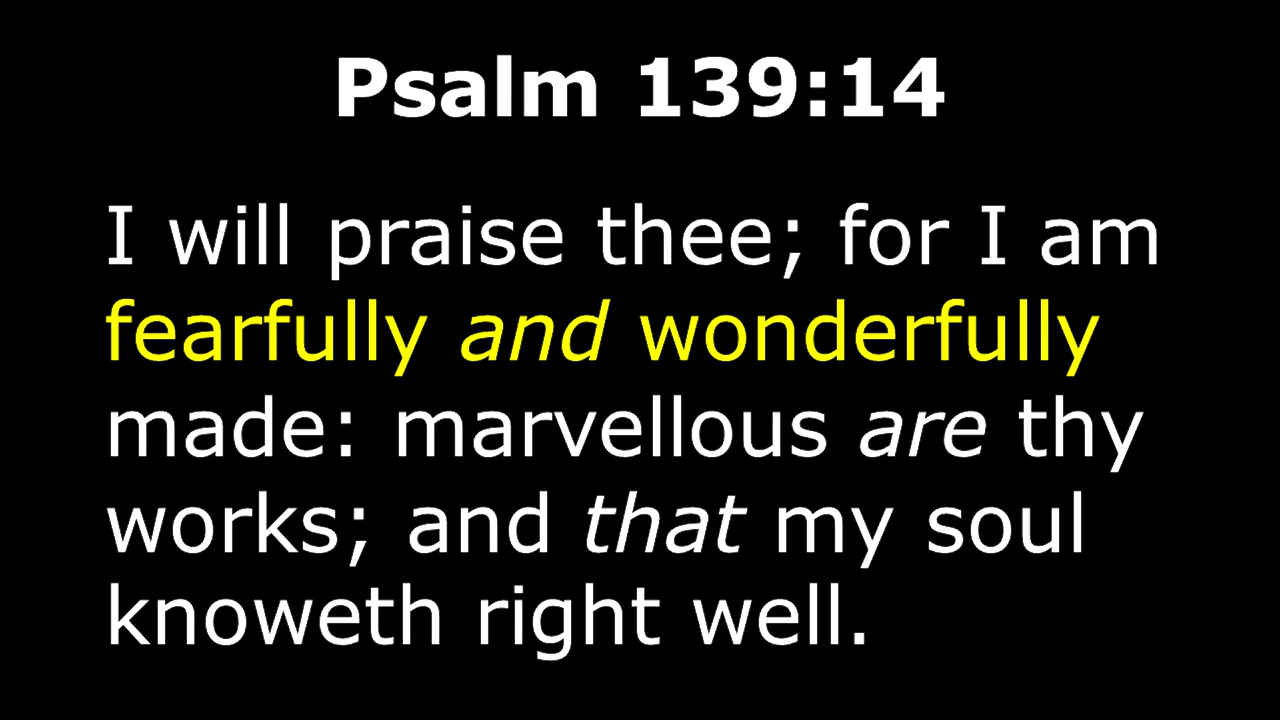 Psalm 139:14
I will praise thee; for I am
fearfully and wonderfully
made: marvellous are thy
works; and that my soul
knoweth right well.